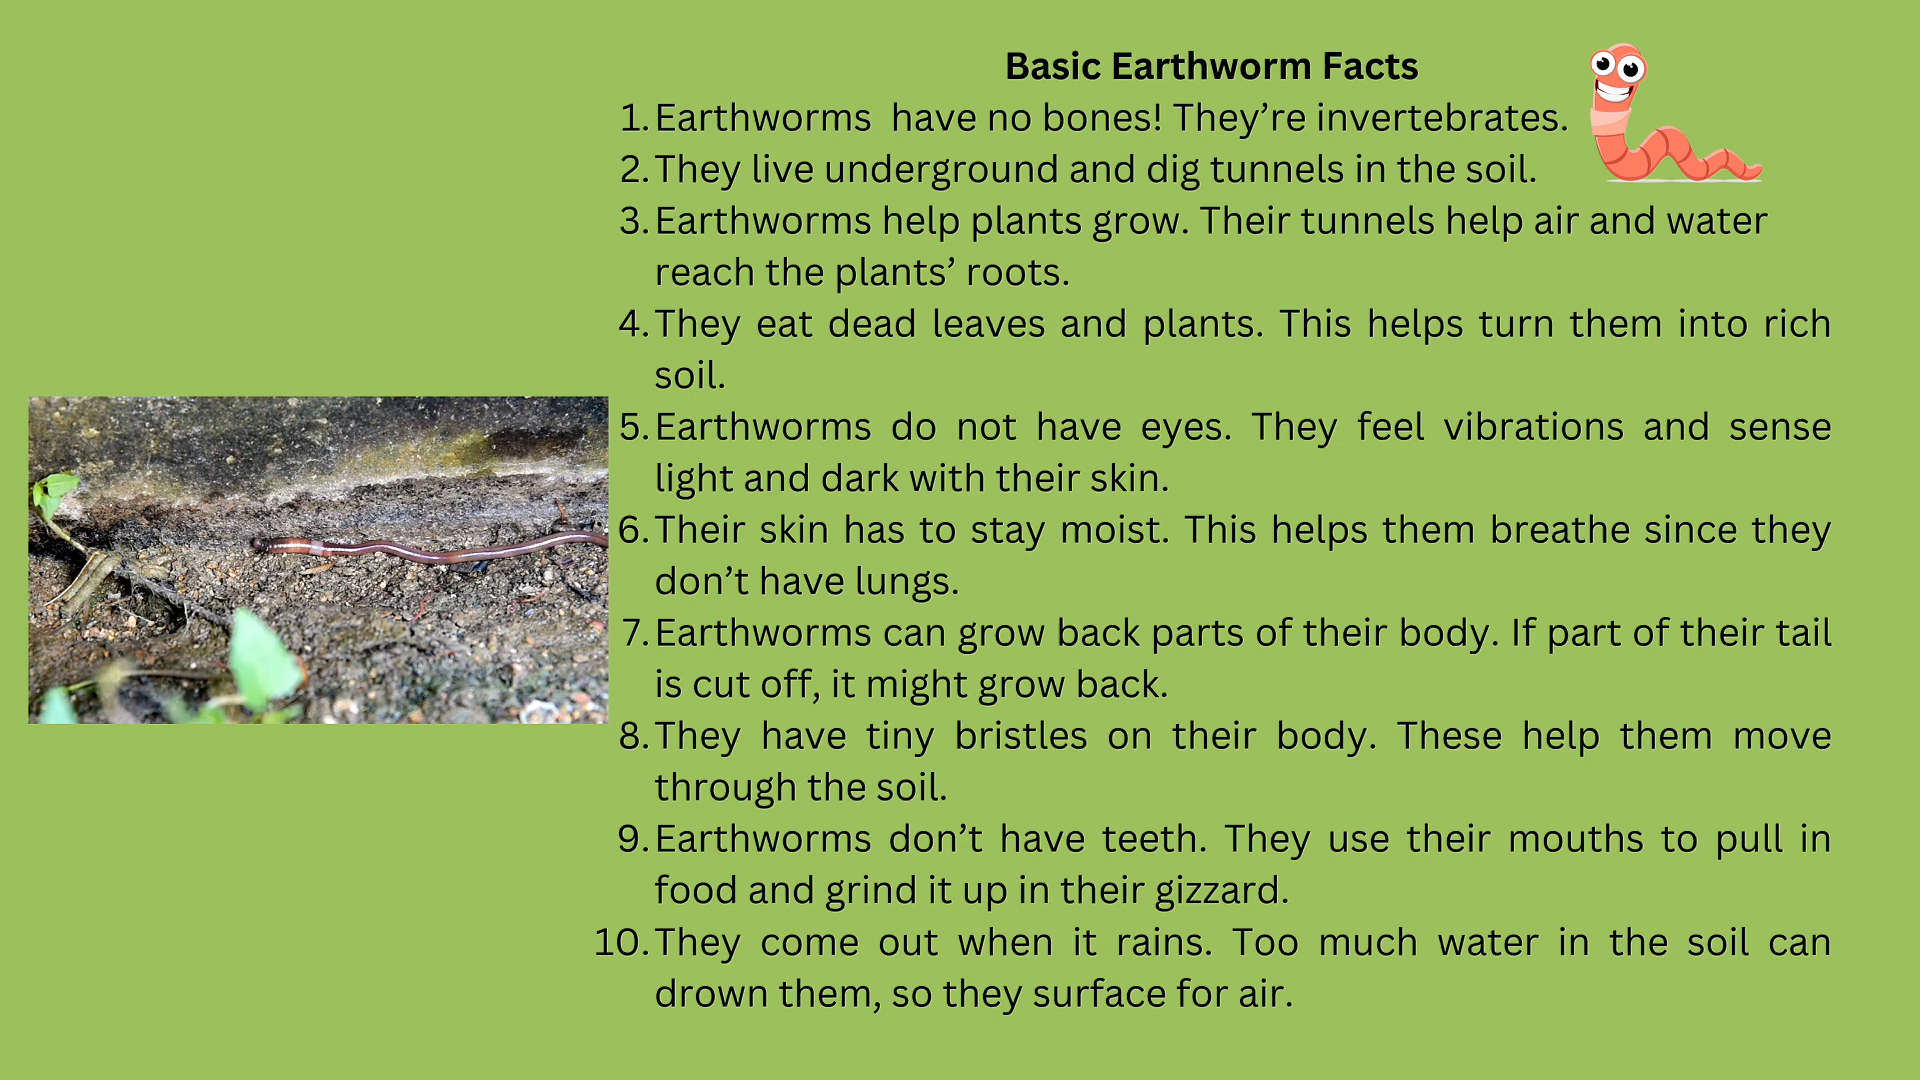 Basic Earthworm Facts
1. Earthworms  have no bones! They’re invertebrates.
2. They live underground and dig tunnels in the soil.
3. Earthworms help plants grow. Their tunnels help air and water
reach the plants’ roots.
4. They eat dead leaves and plants. This helps turn them into rich
soil.
5. Earthworms do not have eyes. They feel vibrations and sense
light and dark with their skin.
6. Their skin has to stay moist. This helps them breathe since they
don’t have lungs.
7. Earthworms can grow back parts of their body. If part of their tail
is cut off, it might grow back.
8. They have tiny bristles on their body. These help them move
through the soil.
9. Earthworms don’t have teeth. They use their mouths to pull in
food and grind it up in their gizzard.
10. They come out when it rains. Too much water in the soil can
drown them, so they surface for air.